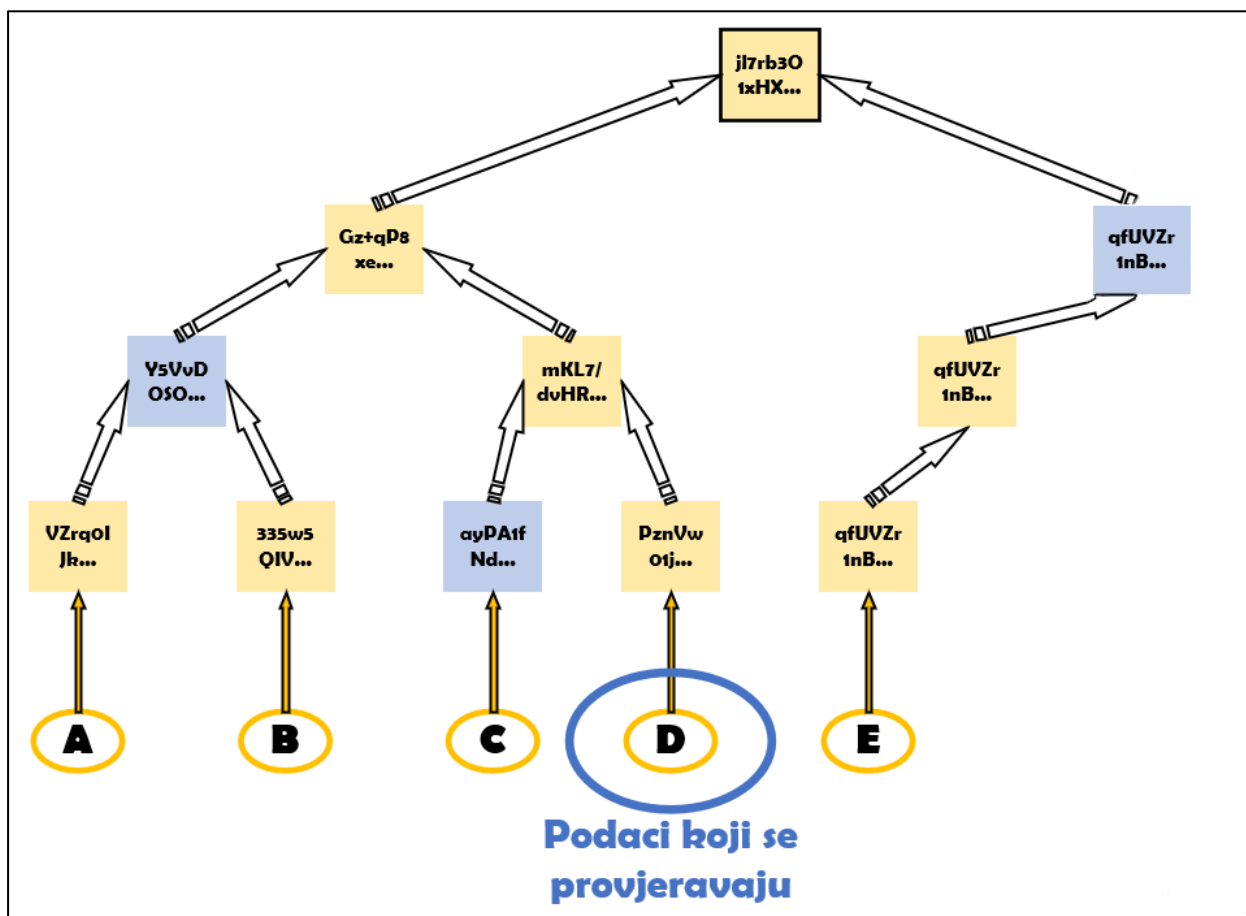 jl7rb3O
1xHX...
Gz+qP8
xe...
qfUVZr
1nB...
Y5VvD
OSO...
mKL7/
dvHR...
qfUVZr
1nB...
VZrq0l
Jk...
335w5
QIV...
ayPA1f
Nd...
PznVw
01j...
qfUVZr
1nB...
A
B
C
D
E
Podaci koji se
provjeravaju